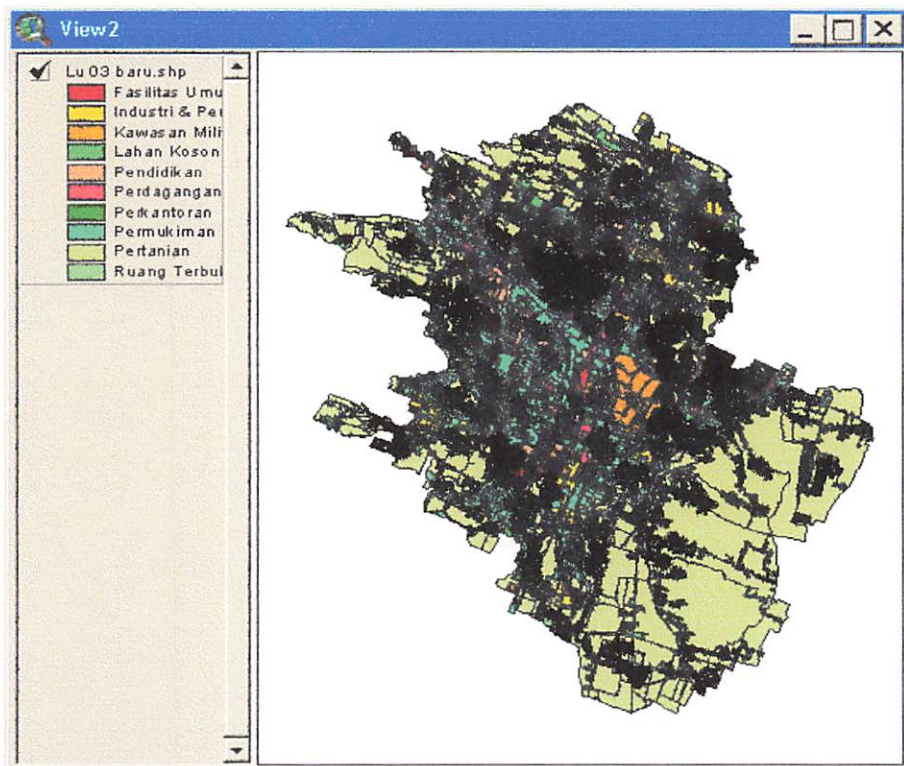 View2
Lu 03 baru.shp
Fasilitas Umu
Industri & Per
Kawasan Mili
Lahan Koson
Pendidikan
Perdagangan
Perkantoran
Permukiman
Pertanian
Ruang Terbul